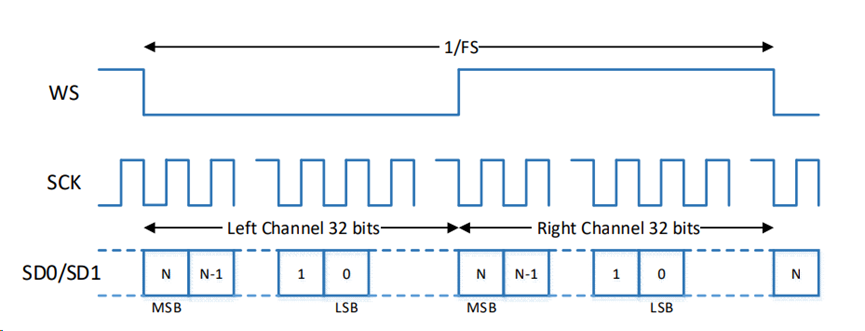 1/FS
WS
SCK
Left Channel 32 bits Right Channel 32 bits
SD0/SD1 N N-1 1 0 N N-1 1 0 N
MSB LSB MSB LSB